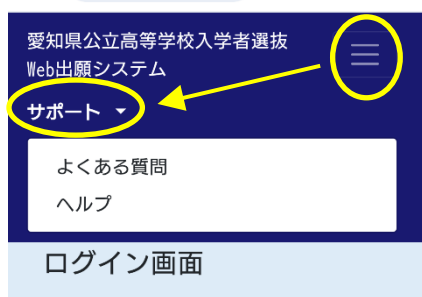 愛知県公立高等学校入学者選抜
Web出願システム
サポート
よくある質問
ヘルプ
ログイン画面